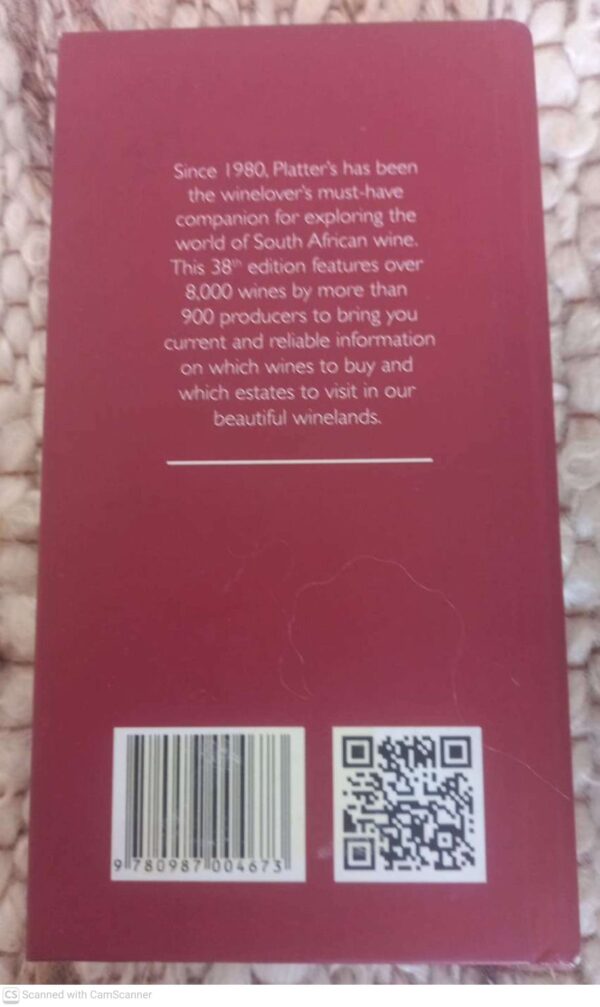 Since 1980, Platter's has been
the winelover's must-have
companion for exploring the
world of South African wine.
This 38th edition features over
8,000 wines by more than
900 producers to bring you
current and reliable information
on which wines to buy and
which estates to visit in our
beautiful winelands.
9 780987 004673
CS Scanned with CamScanner